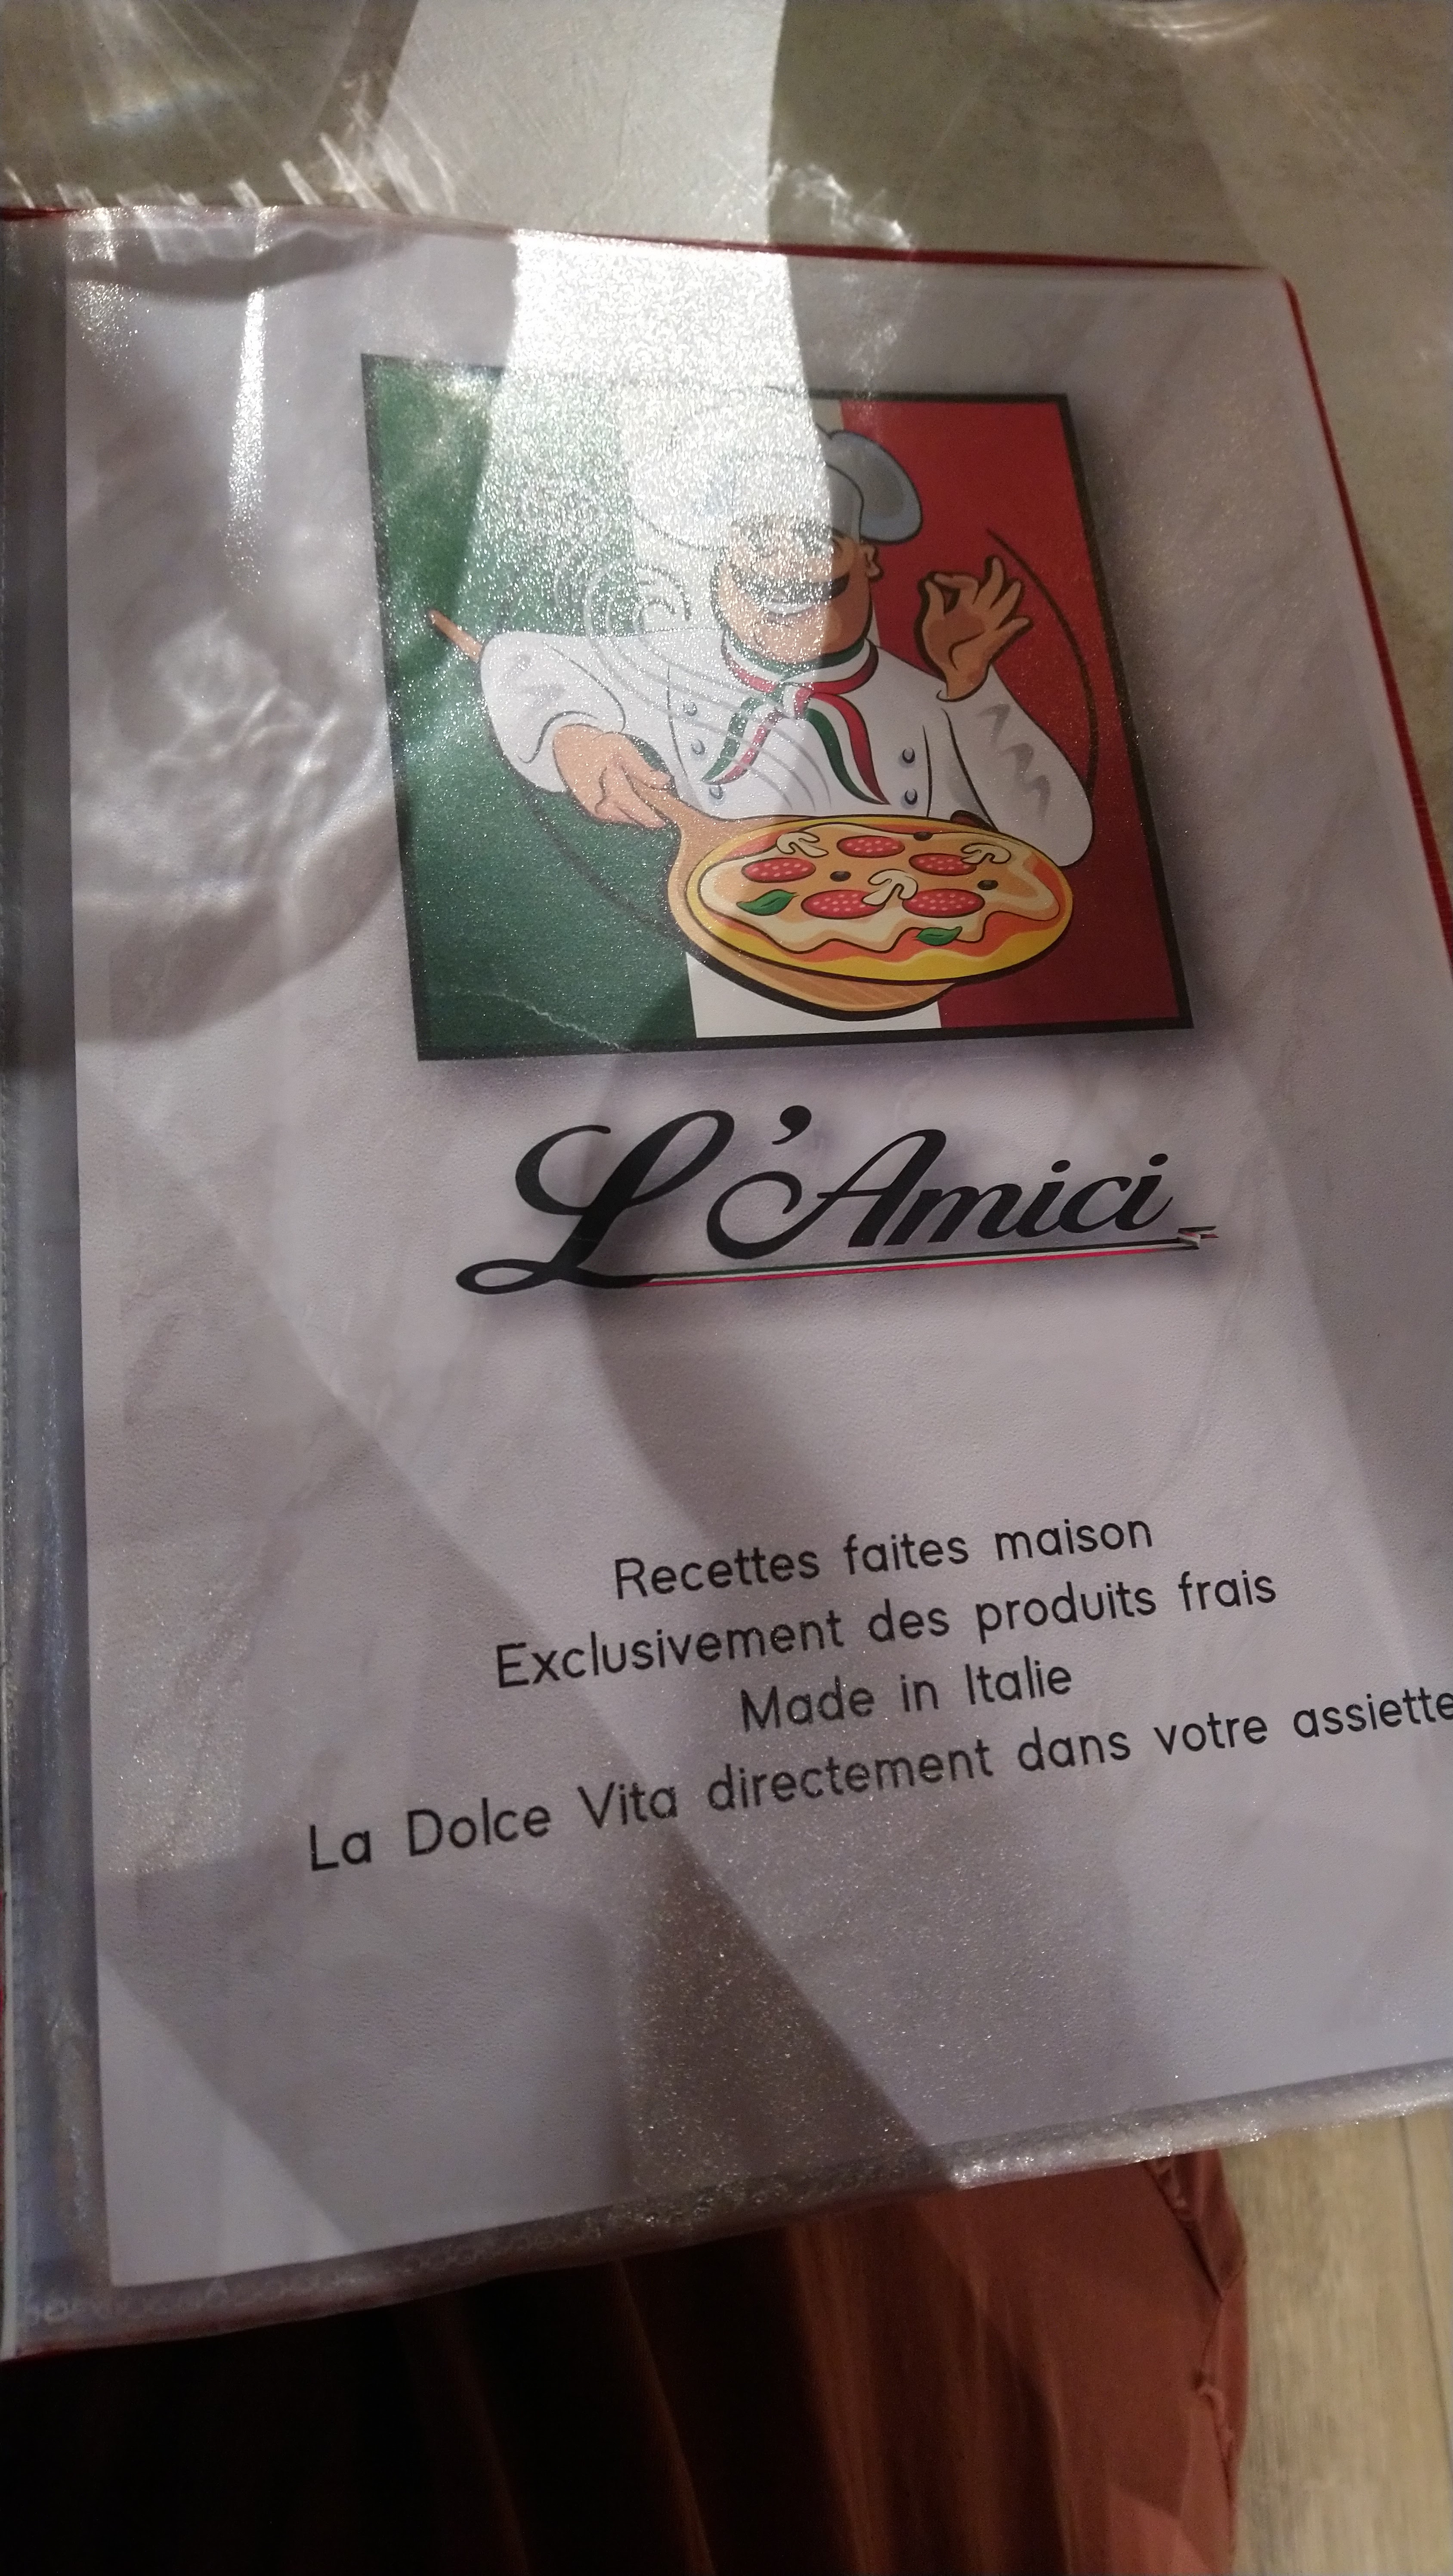 L'Amici
Recettes faites maison
Exclusivement des produits frais
Made in Italie
La Dolce Vita directement dans votre assiette